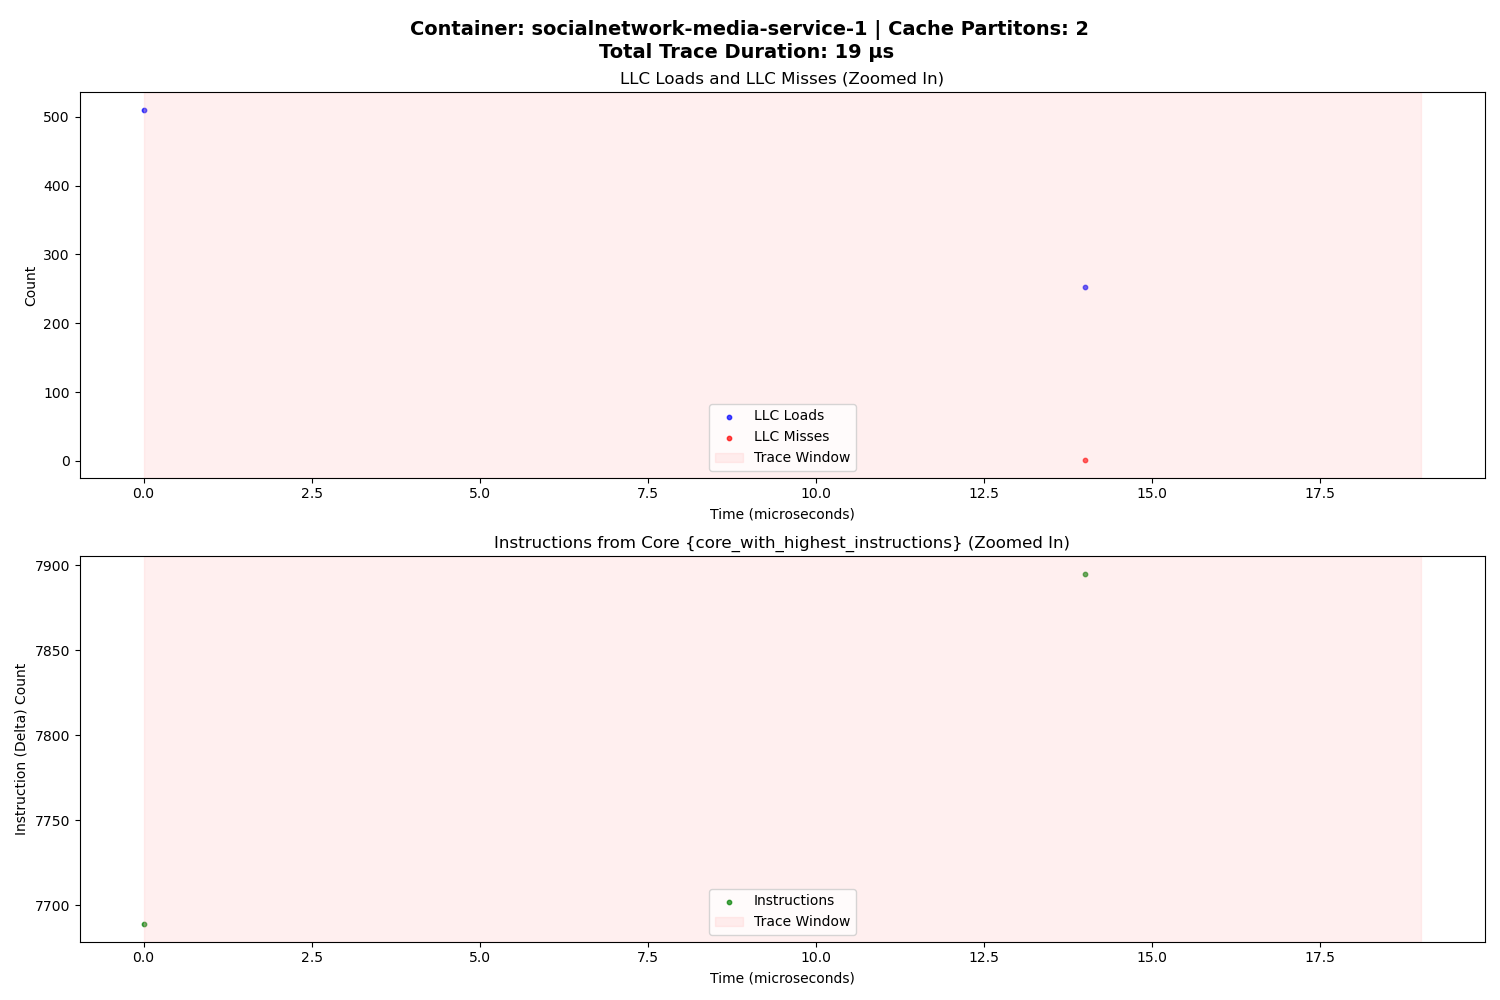 Container: socialnetwork-media-service-1 | Cache Partitons: 2
Total Trace Duration: 19 µs
LLC Loads and LLC Misses (Zoomed In)
500
400
300
200
100
0
Count
LLC Loads
LLC Misses
Trace Window
0.0 2.5 5.0 7.5 10.0 12.5 15.0 17.5
Time (microseconds)
Instructions from Core {core_with_highest_instructions} (Zoomed In)
7900
7850
7800
7750
7700
Instruction (Delta) Count
Instructions
Trace Window
0.0 2.5 5.0 7.5 10.0 12.5 15.0 17.5
Time (microseconds)